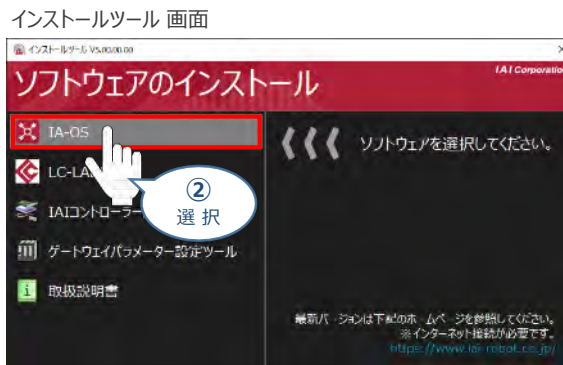 インストールツール 画面
インストールツール V5.00.00.00
ソフトウェアのインストール
IAI Corporation
IA-OS
LC-LA
② 
選 択
IAIコントローラー
ゲートウェイパラメーター設定ツール
取扱説明書
ソフトウェアを選択してください。
最新バージョンは下記のホームページを参照してください。
※インターネット接続が必要です。
https://www.iai-robot.co.jp/